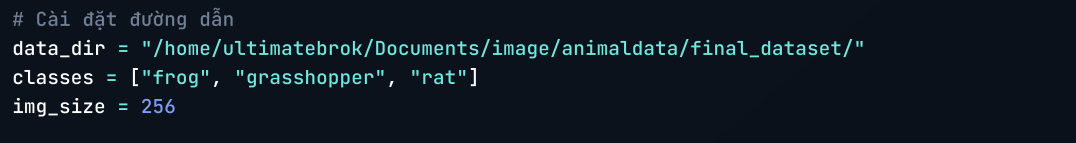 # Cài đặt đường dẫn
data_dir = "/home/ultimatebrok/Documents/image/animaldata/final_dataset/"
classes = ["frog", "grasshopper", "rat"]
img_size = 256